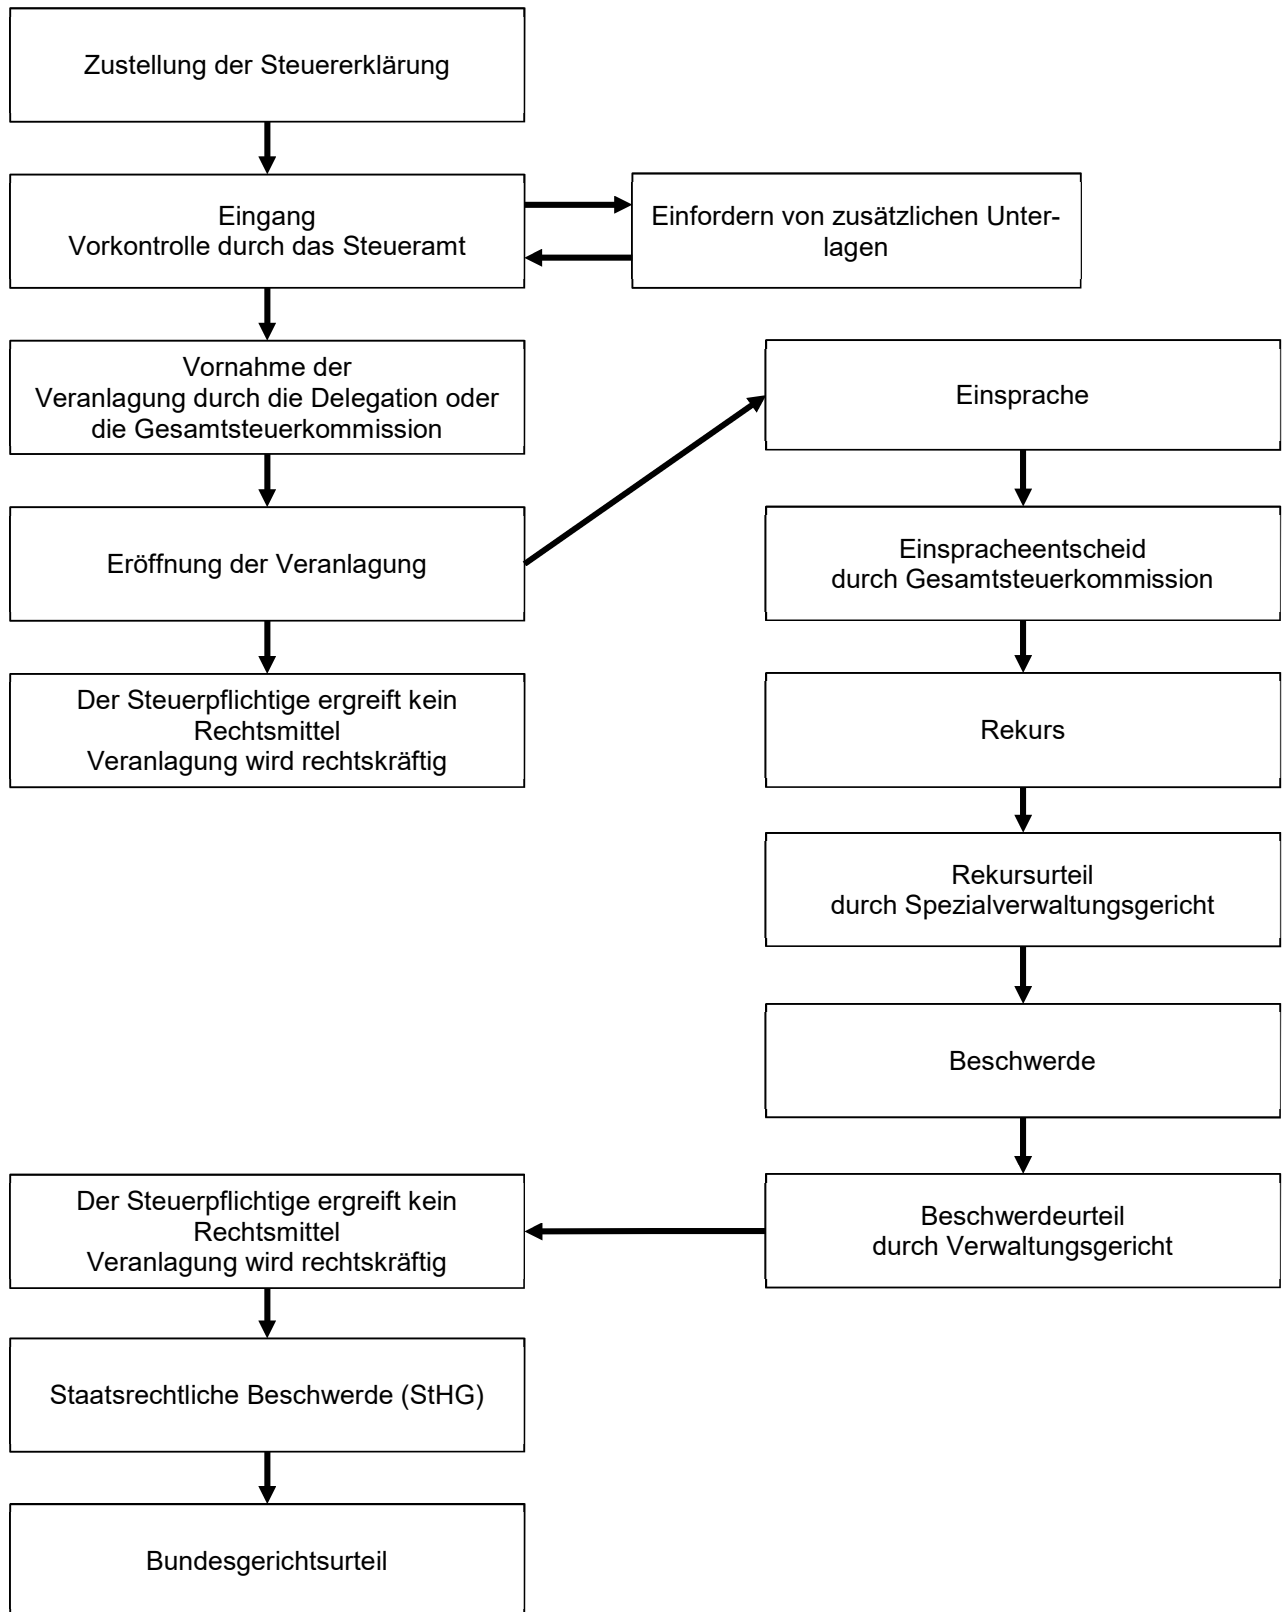 Zustellung der Steuererklärung
Eingang
Vorkontrolle durch das Steueramt
Einfordern von zusätzlichen Unter-
lagen
Vornahme der
Veranlagung durch die Delegation oder
die Gesamtsteuerkommission
Einsprache
Eröffnung der Veranlagung
Einspracheentscheid
durch Gesamtsteuerkommission
Der Steuerpflichtige ergreift kein
Rechtsmittel
Veranlagung wird rechtskräftig
Rekurs
Rekursurteil
durch Spezialverwaltungsgericht
Beschwerde
Beschwerdeurteil
durch Verwaltungsgericht
Der Steuerpflichtige ergreift kein
Rechtsmittel
Veranlagung wird rechtskräftig
Staatsrechtliche Beschwerde (StHG)
Bundesgerichtsurteil